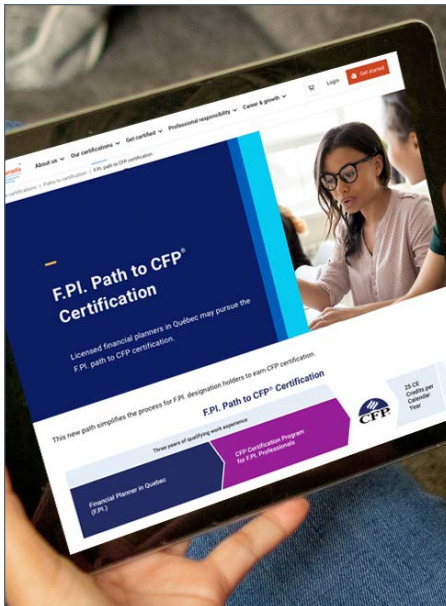 anada
About us Our certifications Get certified Professional responsibility Career & growth Login Get started
certifications | Paths to certification | F.Pl. path to CFP certification
F.Pl. Path to CFP®
Certification
Licensed financial planners in Québec may pursue the
F.Pl. path to CFP certification.
This new path simplifies the process for F.Pl. designation holders to earn CFP certification.
F.Pl. Path to CFP® Certification
Three years of qualifying work experience
Financial Planner in Quebec
(F.Pl.)
CFP Certification Program
for F.Pl. Professionals
CFP
25 CE
Credits per
Calendar
Year